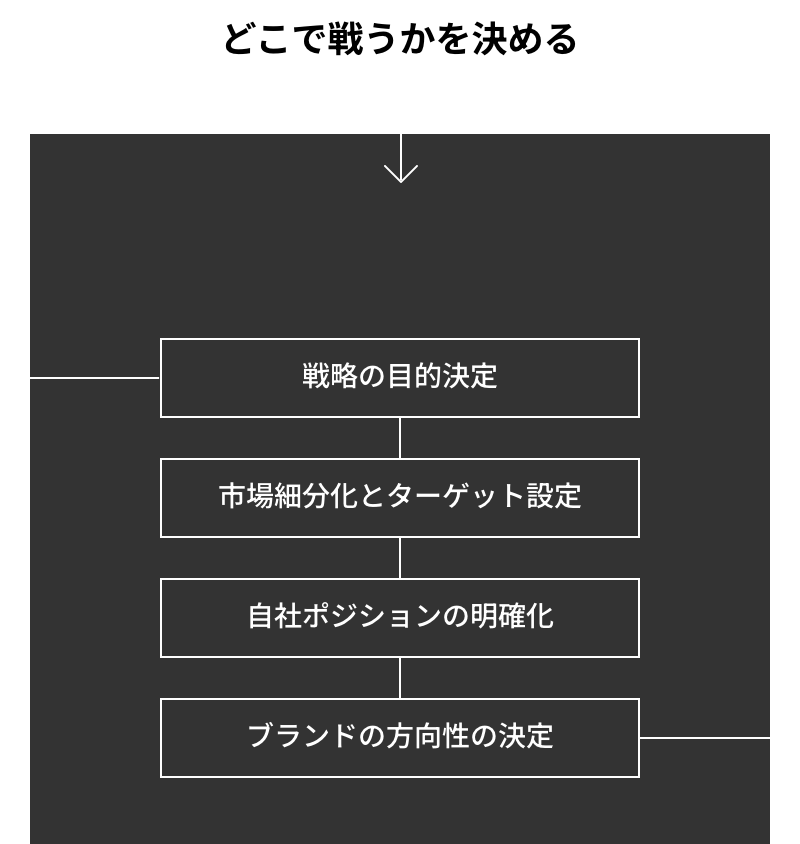 どこで戦うかを決める
戦略の目的決定
市場細分化とターゲット設定
自社ポジションの明確化
ブランドの方向性の決定